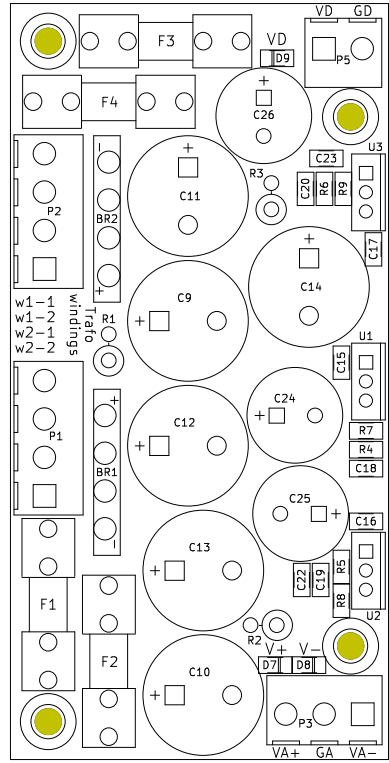 VD GD
F3
VD
D9
P5
F4
C26
U3
C23
R3
C20
R6
R9
P2
BR2
C11
C17
C14
w1-1
w1-2
w2-1
w2-2
windings
Trafo
R1
C9
U1
C15
C24
R7
R4
C18
P1
C12
BR1
C25
C16
C13
C22
C19
R5
R8
U2
F1
F2
R2
V+ V-
D7 D8
C10
P3
VA+ GA VA-